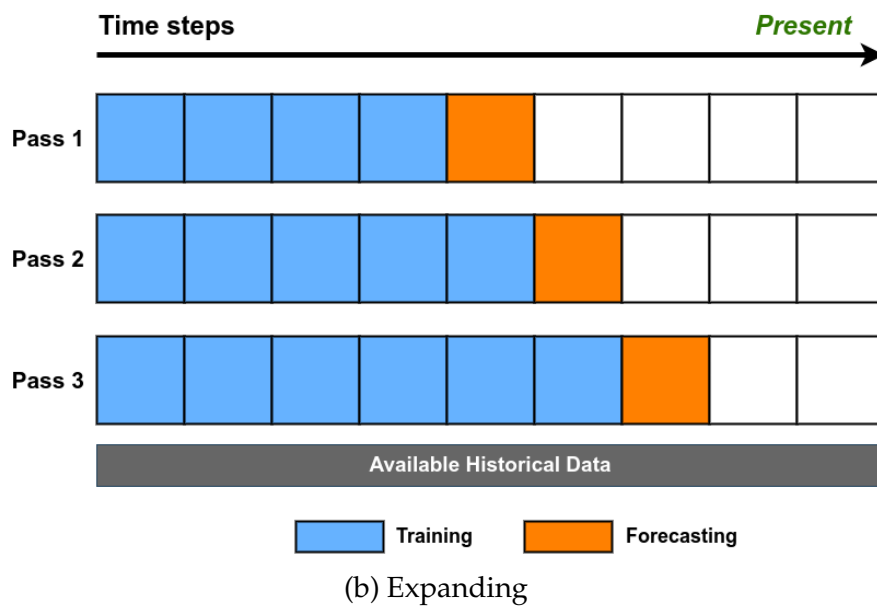 Time steps Present
Pass 1
Pass 2
Pass 3
Available Historical Data
Training Forecasting
(b) Expanding